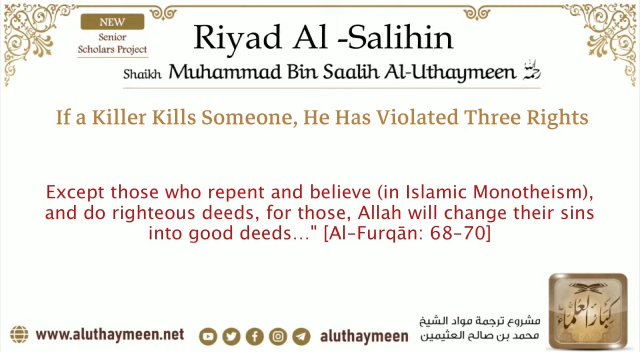 NEW
Senior
Scholars Project
Riyad Al -Salihin
Shaikh Muhammad Bin Saalih Al-Uthaymeen
If a Killer Kills Someone, He Has Violated Three Rights
Except those who repent and believe (in Islamic Monotheism),
and do righteous deeds, for those, Allah will change their sins
into good deeds…" [Al–Furqān: 68–70]
كبار العلماء
www.aluthaymeen.net
aluthaymeen
مشروع ترجمة مواد الشيخ
محمد بن صالح العثيمين